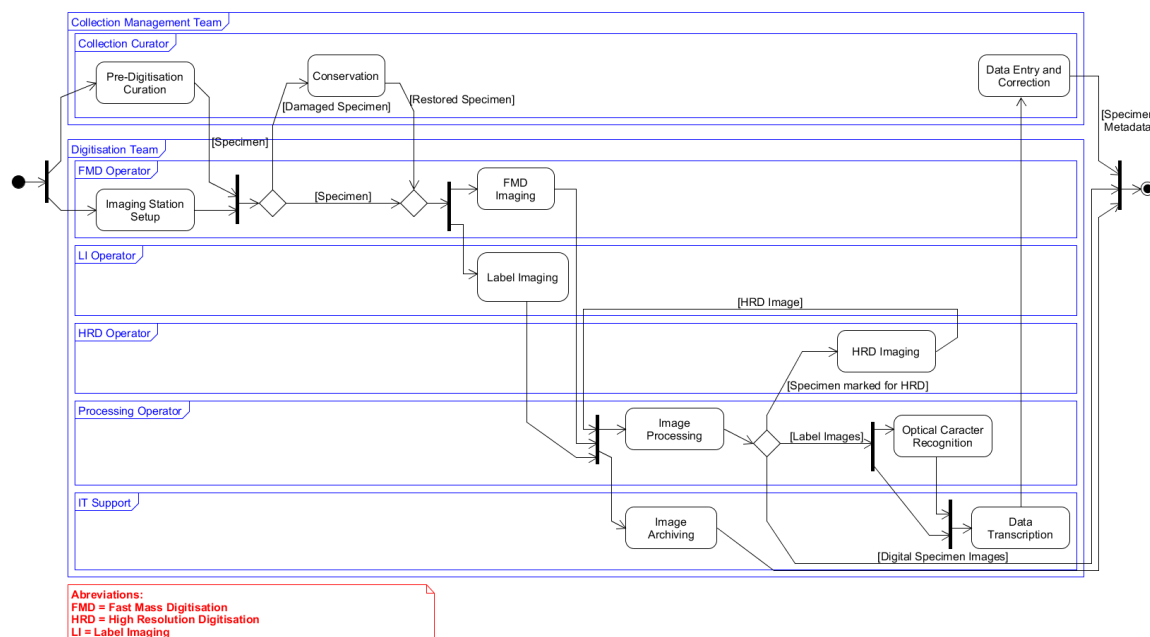 Collection Management Team
Collection Curator
Pre-Digitisation
Curation
Conservation
Data Entry and
Correction
[Damaged Specimen]
[Restored Specimen]
[Specimen
Metadata]
[Specimen]
Digitisation Team
FMD Operator
Imaging Station
Setup
[Specimen]
FMD
Imaging
LI Operator
Label Imaging
[HRD Image]
HRD Operator
HRD Imaging
[Specimen marked for HRD]
Processing Operator
Image
Processing
[Label Images]
Optical Caracter
Recognition
IT Support
Image
Archiving
Data
Transcription
[Digital Specimen Images]
Abreviations:
FMD = Fast Mass Digitisation
HRD = High Resolution Digitisation
LI = Label Imaging